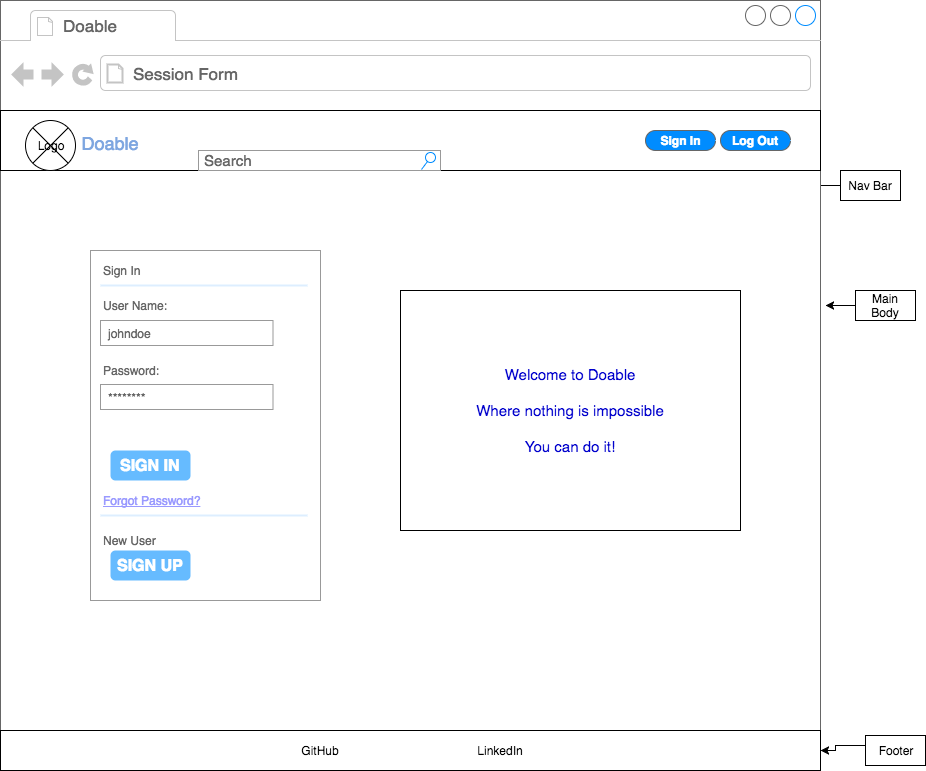 Doable
Session Form
Logo
Doable
Search
Sign In
Log Out
Nav Bar
Sign In
User Name:
johndoe
Password:
********
SIGN IN
Forgot Password?
New User
SIGN UP
Welcome to Doable
Where nothing is impossible
You can do it!
Main
Body
GitHub
LinkedIn
Footer